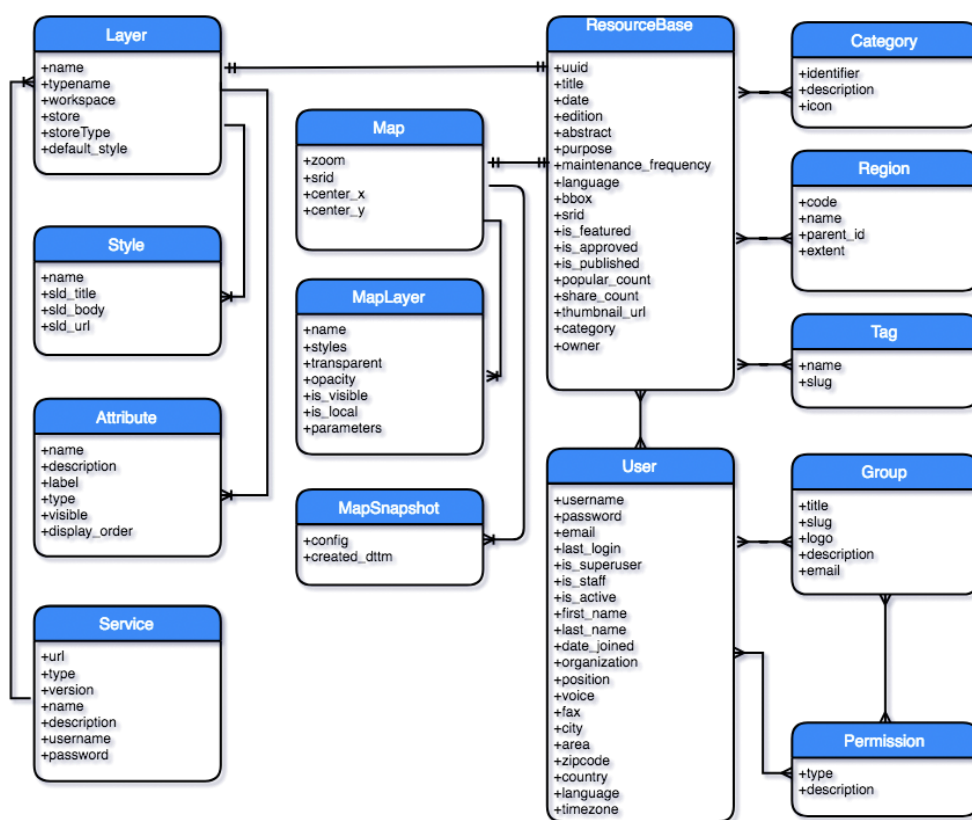 Layer
+name
+typename
+workspace
+store
+storeType
+default_style
Style
+name
+sld_title
+sld_body
+sld_url
Attribute
+name
+description
+label
+type
+visible
+display_order
Service
+url
+type
+version
+name
+description
+username
+password
Map
+zoom
+srid
+center_x
+center_y
MapLayer
+name
+styles
+transparent
+opacity
+is_visible
+is_local
+parameters
MapSnapshot
+config
+created_dttm
ResourceBase
+uuid
+title
+date
+edition
+abstract
+purpose
+maintenance_frequency
+language
+bbox
+srid
+is_featured
+is_approved
+is_published
+popular_count
+share_count
+thumbnail_url
+category
+owner
User
+username
+password
+email
+last_login
+is_superuser
+is_staff
+is_active
+first_name
+last_name
+date_joined
+organization
+position
+voice
+fax
+city
+area
+zipcode
+country
+language
+timezone
Category
+identifier
+description
+icon
Region
+code
+name
+parent_id
+extent
Tag
+name
+slug
Group
+title
+slug
+logo
+description
+email
Permission
+type
+description